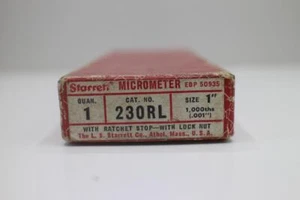 Starrett MICROMETER EDP 50935
QUAN. CAT. NO. SIZE 1"
1 230RL 1,000ths (.001")
WITH RATCHET STOP—WITH LOCK NUT
The L. S. Starrett Co., Athol, Mass., U. S. A.